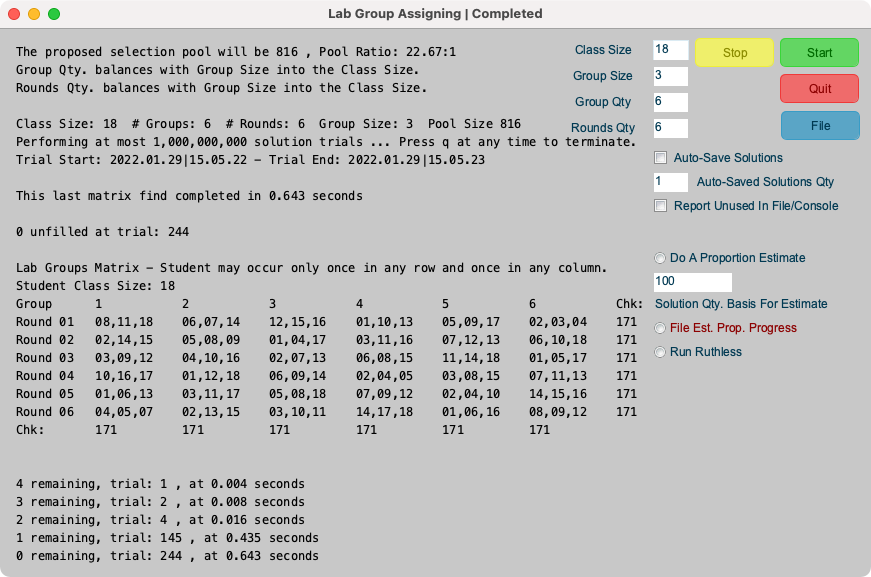 Lab Group Assigning | Completed
The proposed selection pool will be 816 , Pool Ratio: 22.67:1
Group Qty. balances with Group Size into the Class Size.
Rounds Qty. balances with Group Size into the Class Size.
Class Size: 18  # Groups: 6  # Rounds: 6  Group Size: 3  Pool Size 816
Performing at most 1,000,000,000 solution trials ... Press q at any time to terminate.
Trial Start: 2022.01.29|15.05.22 – Trial End: 2022.01.29|15.05.23
This last matrix find completed in 0.643 seconds
0 unfilled at trial: 244
Lab Groups Matrix – Student may occur only once in any row and once in any column.
Student Class Size: 18
Group 1 2 3 4 5 6 Chk:
Round 01 08,11,18 06,07,14 12,15,16 01,10,13 05,09,17 02,03,04 171
Round 02 02,14,15 05,08,09 01,04,17 03,11,16 07,12,13 06,10,18 171
Round 03 03,09,12 04,10,16 02,07,13 06,08,15 11,14,18 01,05,17 171
Round 04 10,16,17 01,12,18 06,09,14 02,04,05 03,08,15 07,11,13 171
Round 05 01,06,13 03,11,17 05,08,18 07,09,12 02,04,10 14,15,16 171
Round 06 04,05,07 02,13,15 03,10,11 14,17,18 01,06,16 08,09,12 171
Chk: 171 171 171 171 171 171
4 remaining, trial: 1 , at 0.004 seconds
3 remaining, trial: 2 , at 0.008 seconds
2 remaining, trial: 4 , at 0.016 seconds
1 remaining, trial: 145 , at 0.435 seconds
0 remaining, trial: 244 , at 0.643 seconds
Class Size 18 Stop Start
Group Size 3 Quit
Group Qty 6
Rounds Qty 6 File
Auto-Save Solutions
1 Auto-Saved Solutions Qty
Report Unused In File/Console
Do A Proportion Estimate
100
Solution Qty. Basis For Estimate
File Est. Prop. Progress
Run Ruthless